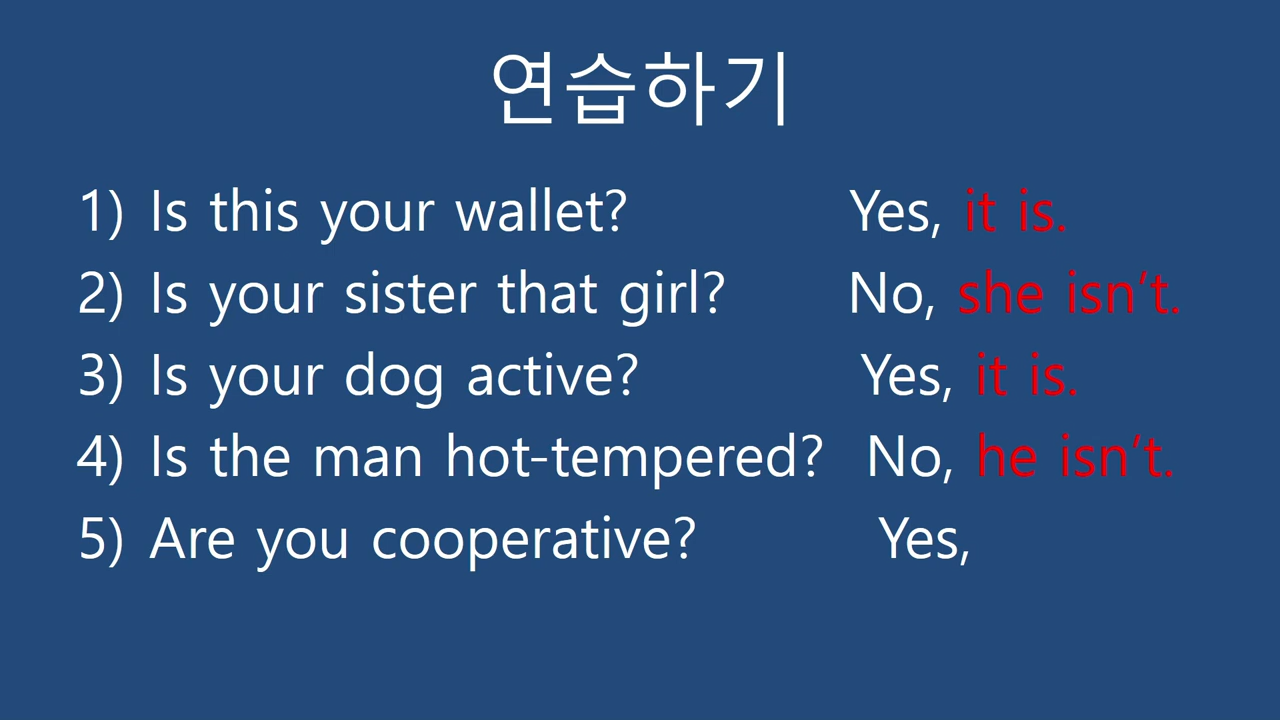 연습하기
1) Is this your wallet? Yes, it is.
2) Is your sister that girl? No, she isn't.
3) Is your dog active? Yes, it is.
4) Is the man hot-tempered? No, he isn't.
5) Are you cooperative? Yes,